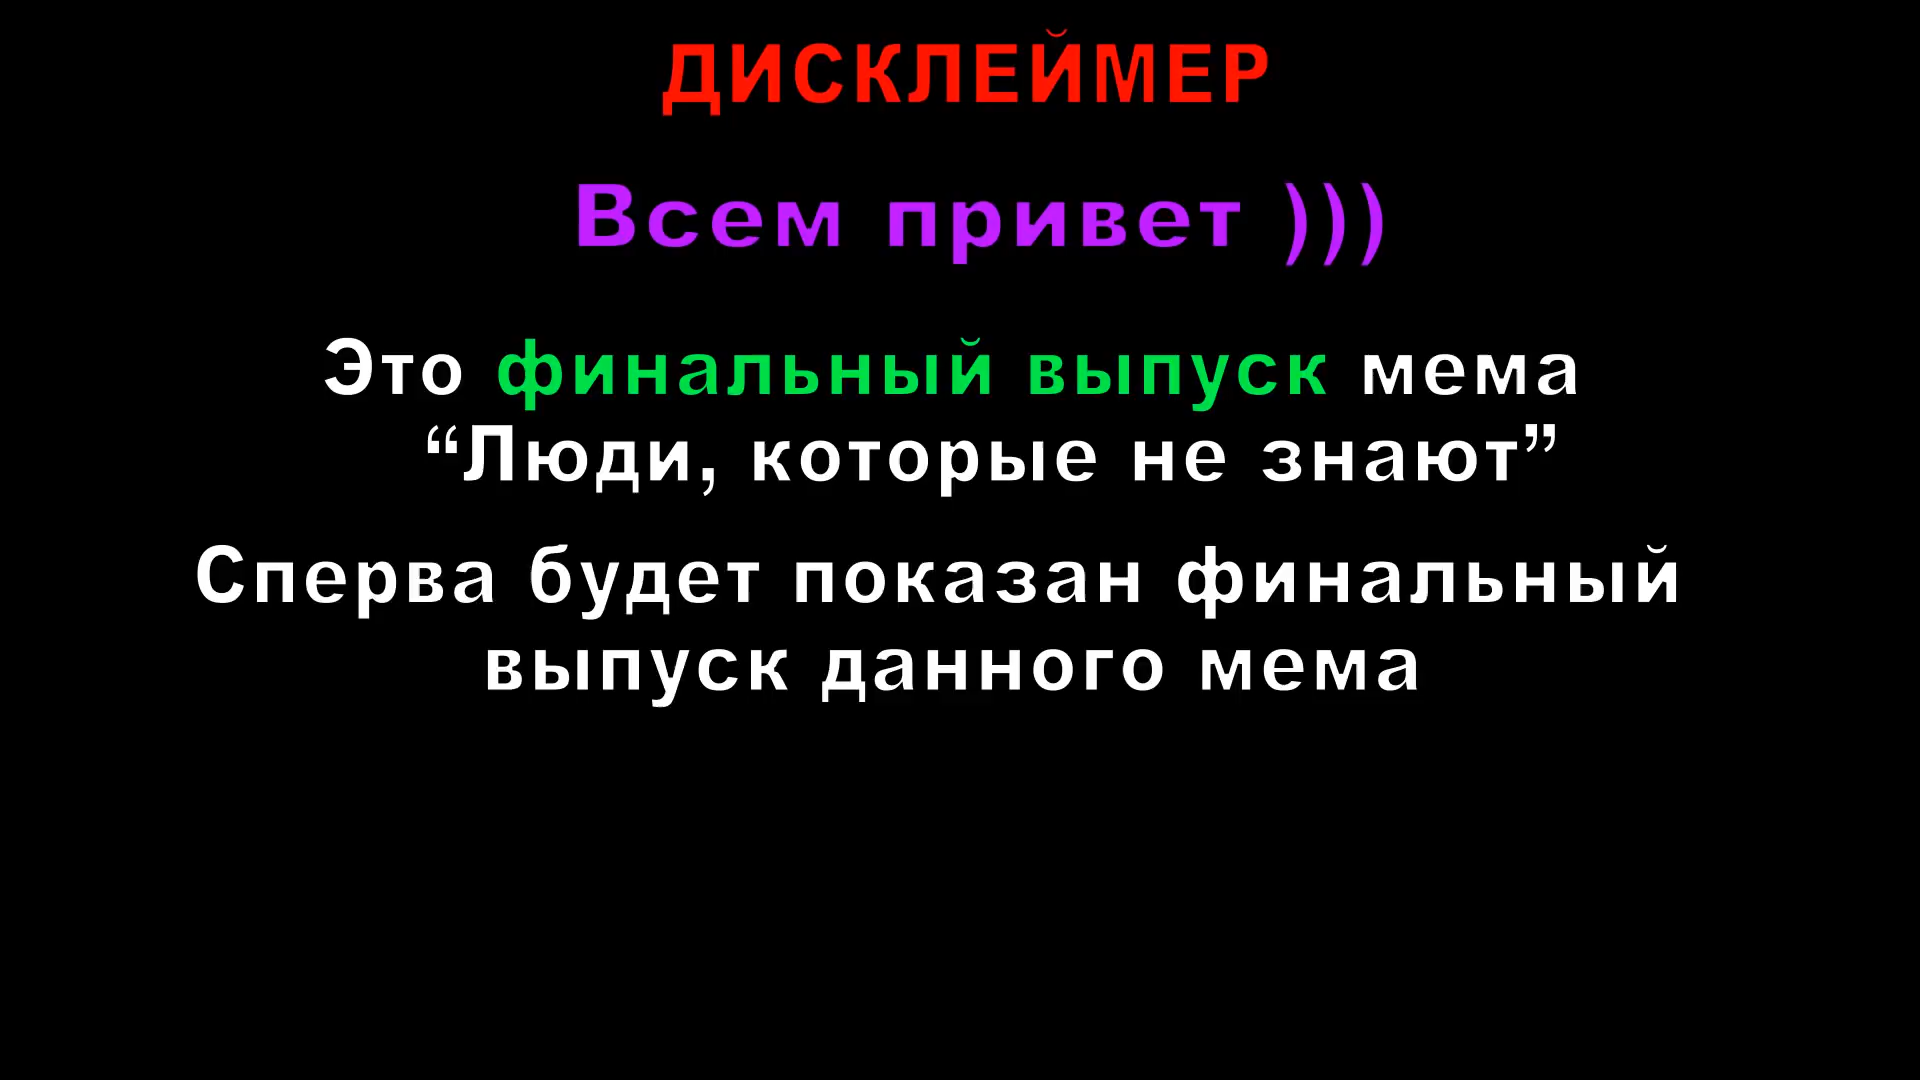 ДИСКЛЕЙМЕР
Всем привет )))
Это финальный выпуск мема
“Люди, которые не знают”
Сперва будет показан финальный
выпуск данного мема